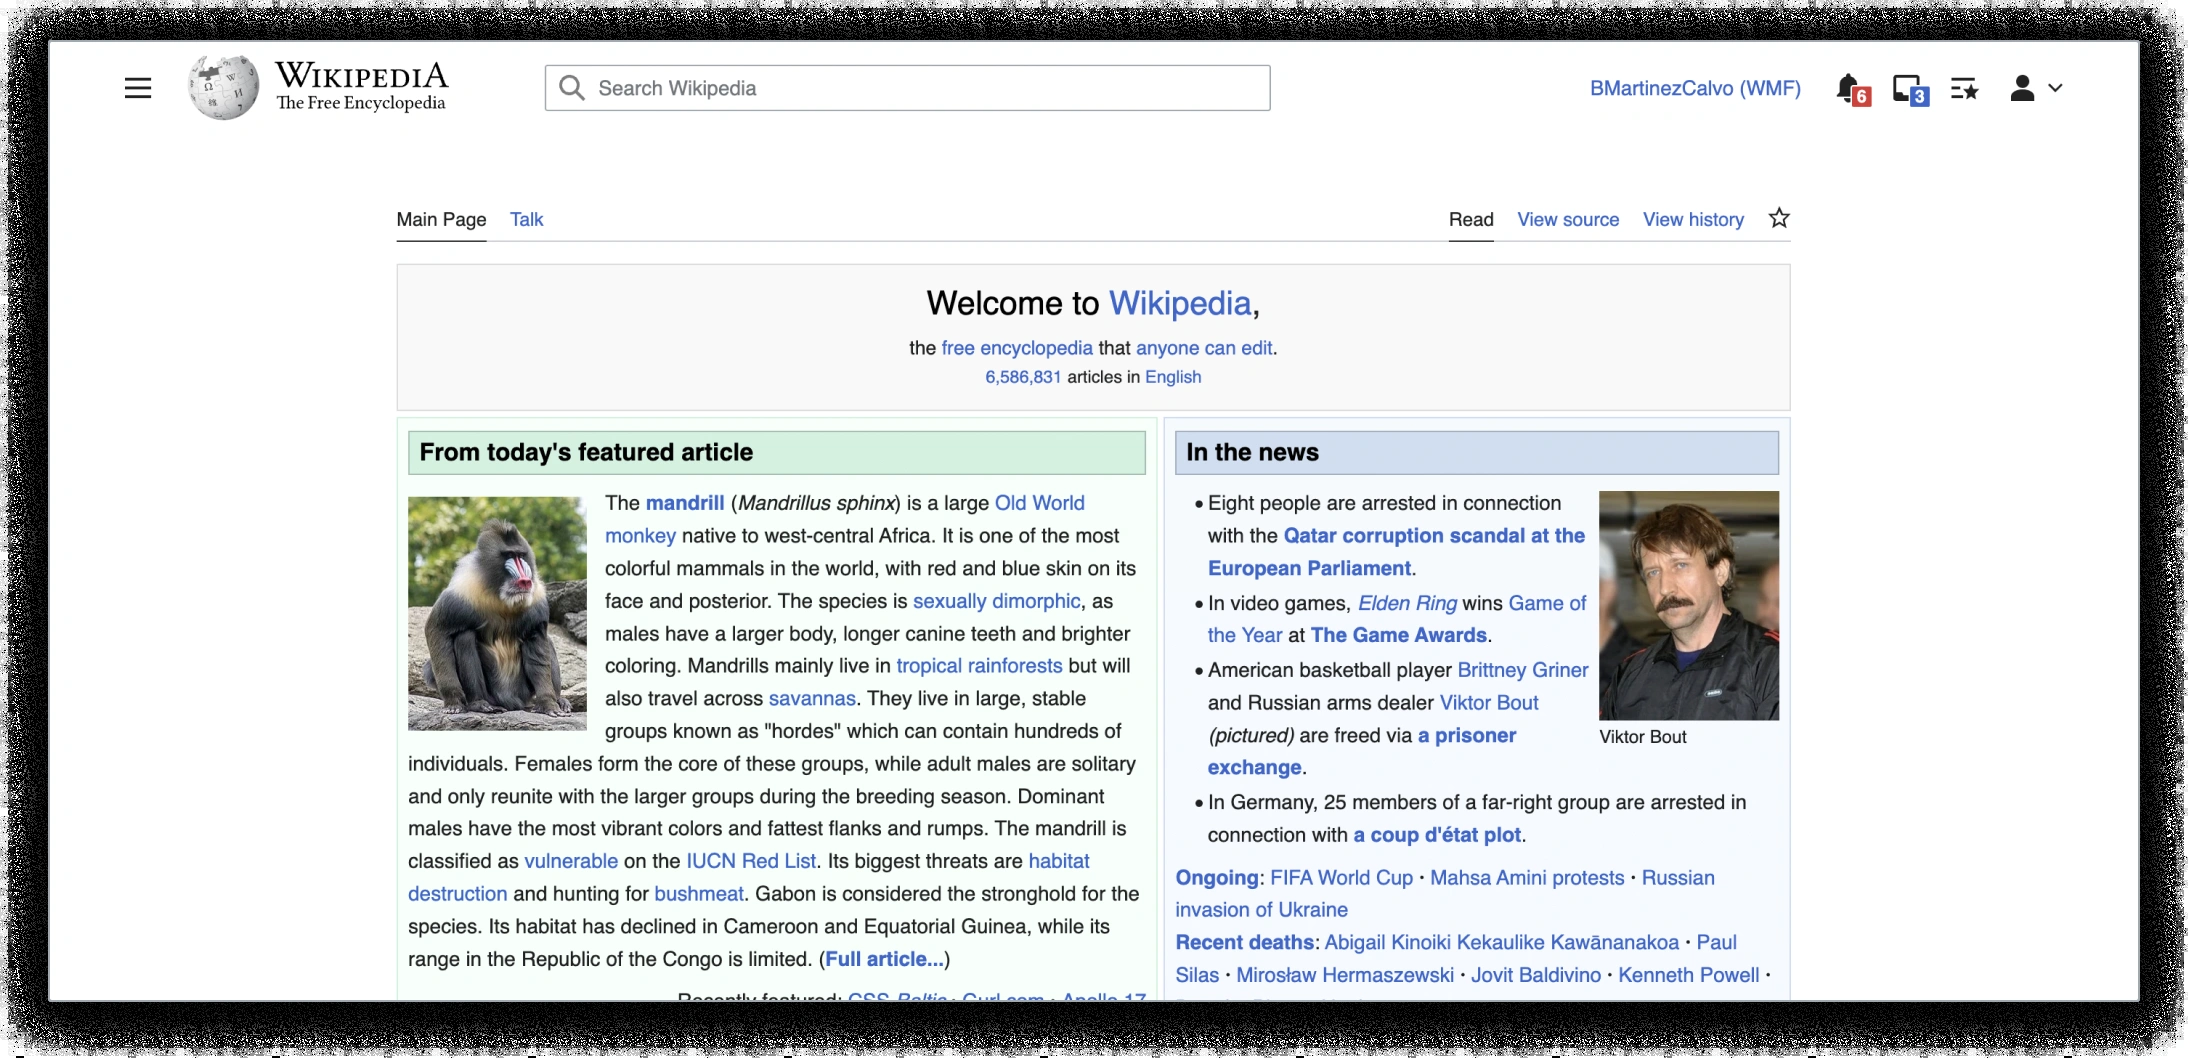 WIKIPEDIA
The Free Encyclopedia
Search Wikipedia
BMartinezCalvo (WMF)
6
3
Main Page
Talk
Read
View source
View history
Welcome to Wikipedia,
the free encyclopedia that anyone can edit.
6,586,831 articles in English
From today's featured article
The mandrill (Mandrillus sphinx) is a large Old World
monkey native to west-central Africa. It is one of the most
colorful mammals in the world, with red and blue skin on its
face and posterior. The species is sexually dimorphic, as
males have a larger body, longer canine teeth and brighter
coloring. Mandrills mainly live in tropical rainforests but will
also travel across savannas. They live in large, stable
groups known as "hordes" which can contain hundreds of
individuals. Females form the core of these groups, while adult males are solitary
and only reunite with the larger groups during the breeding season. Dominant
males have the most vibrant colors and fattest flanks and rumps. The mandrill is
classified as vulnerable on the IUCN Red List. Its biggest threats are habitat
destruction and hunting for bushmeat. Gabon is considered the stronghold for the
species. Its habitat has declined in Cameroon and Equatorial Guinea, while its
range in the Republic of the Congo is limited. (Full article...)
Recently featured: CSS Baltic · Gurl.com · Apollo 17
In the news
• Eight people are arrested in connection
with the Qatar corruption scandal at the
European Parliament.
• In video games, Elden Ring wins Game of
the Year at The Game Awards.
• American basketball player Brittney Griner
and Russian arms dealer Viktor Bout
(pictured) are freed via a prisoner
exchange.
• In Germany, 25 members of a far-right group are arrested in
connection with a coup d'état plot.
Viktor Bout
Ongoing: FIFA World Cup · Mahsa Amini protests · Russian
invasion of Ukraine
Recent deaths: Abigail Kinoiki Kekaulike Kawānanakoa · Paul
Silas · Mirosław Hermaszewski · Jovit Baldivino · Kenneth Powell ·